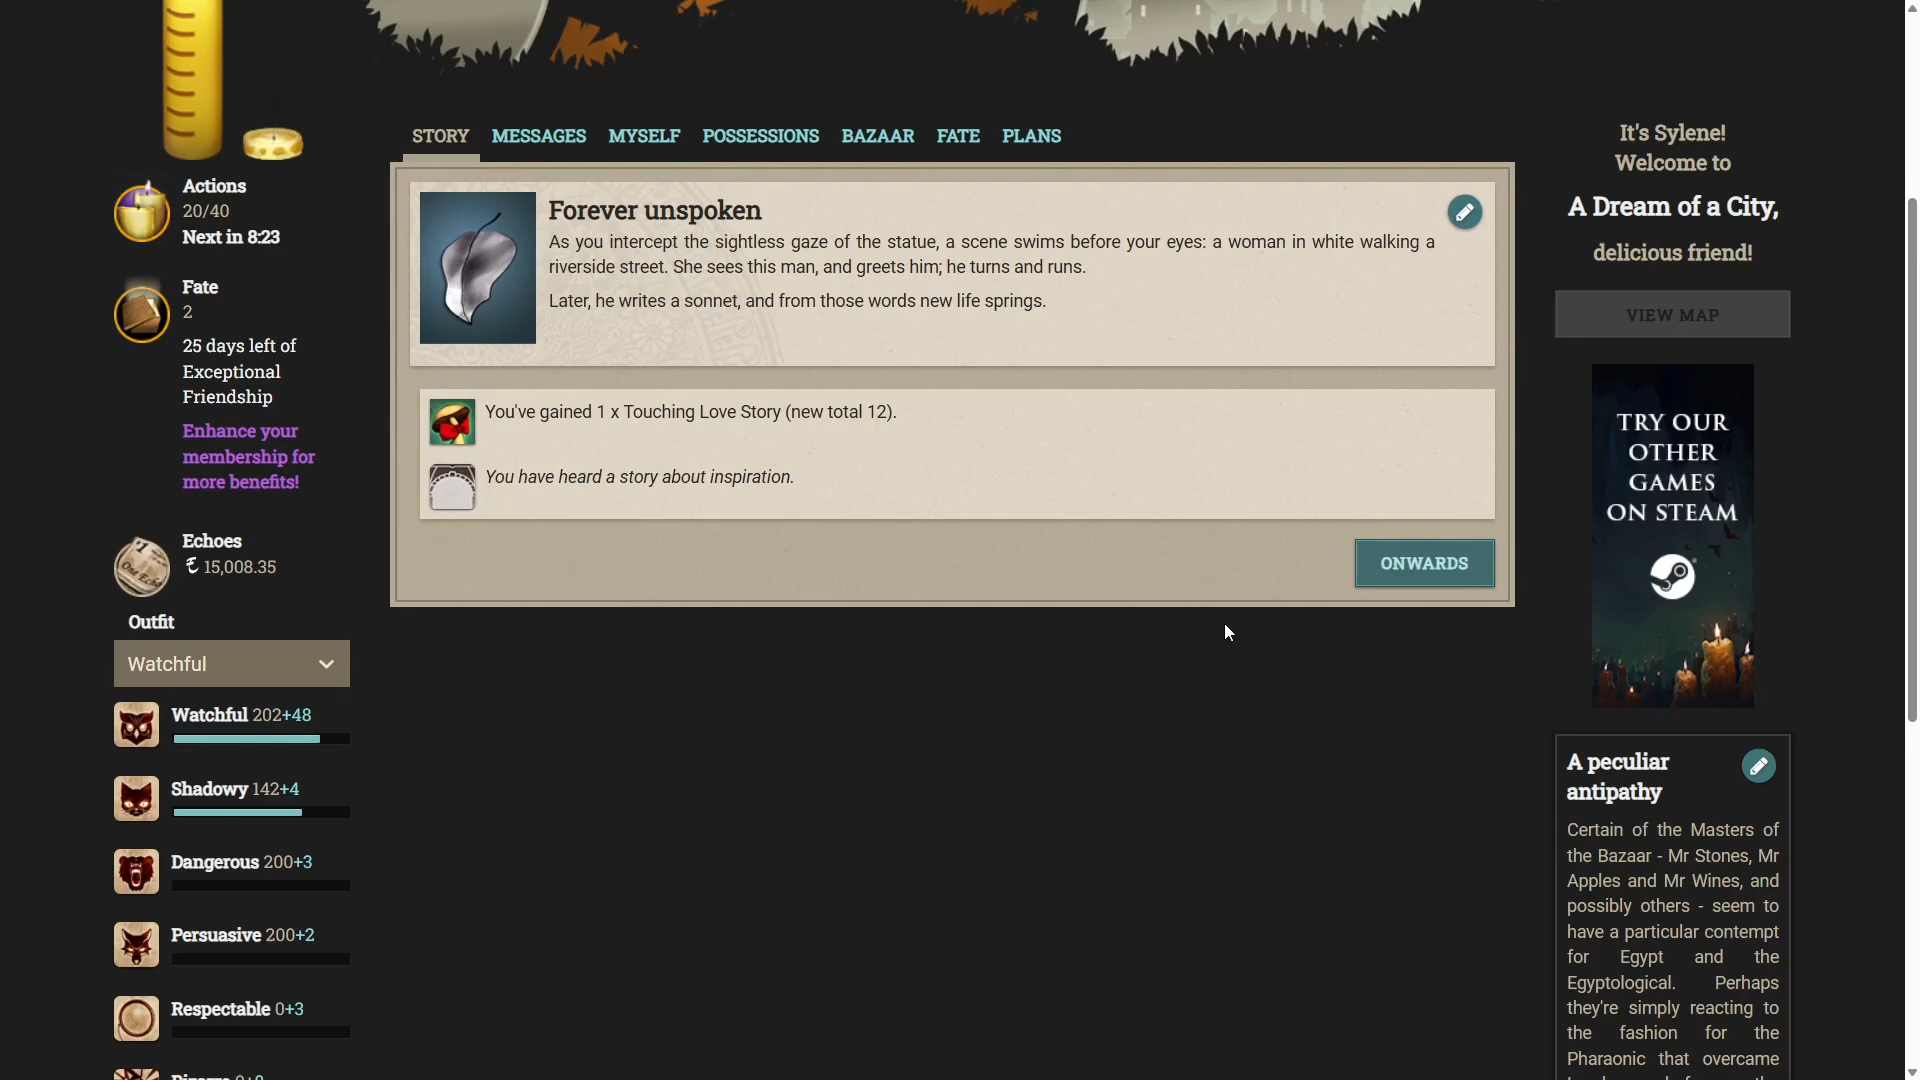 STORY MESSAGES MYSELF POSSESSIONS BAZAAR FATE PLANS
Actions
20/40
Next in 8:23
Fate
2
25 days left of
Exceptional
Friendship
Enhance your
membership for
more benefits!
Echoes
15,008.35
Outfit
Watchful
Watchful 202+48
Shadowy 142+4
Dangerous 200+3
Persuasive 200+2
Respectable 0+3
Forever unspoken
As you intercept the sightless gaze of the statue, a scene swims before your eyes: a woman in white walking a
riverside street. She sees this man, and greets him; he turns and runs.
Later, he writes a sonnet, and from those words new life springs.
You've gained 1 x Touching Love Story (new total 12).
You have heard a story about inspiration.
ONWARDS
It's Sylene!
Welcome to
A Dream of a City,
delicious friend!
VIEW MAP
TRY OUR
OTHER
GAMES
ON STEAM
A peculiar
antipathy
Certain of the Masters of
the Bazaar - Mr Stones, Mr
Apples and Mr Wines, and
possibly others - seem to
have a particular contempt
for Egypt and the
Egyptological. Perhaps
they're simply reacting to
the fashion for the
Pharaonic that overcame